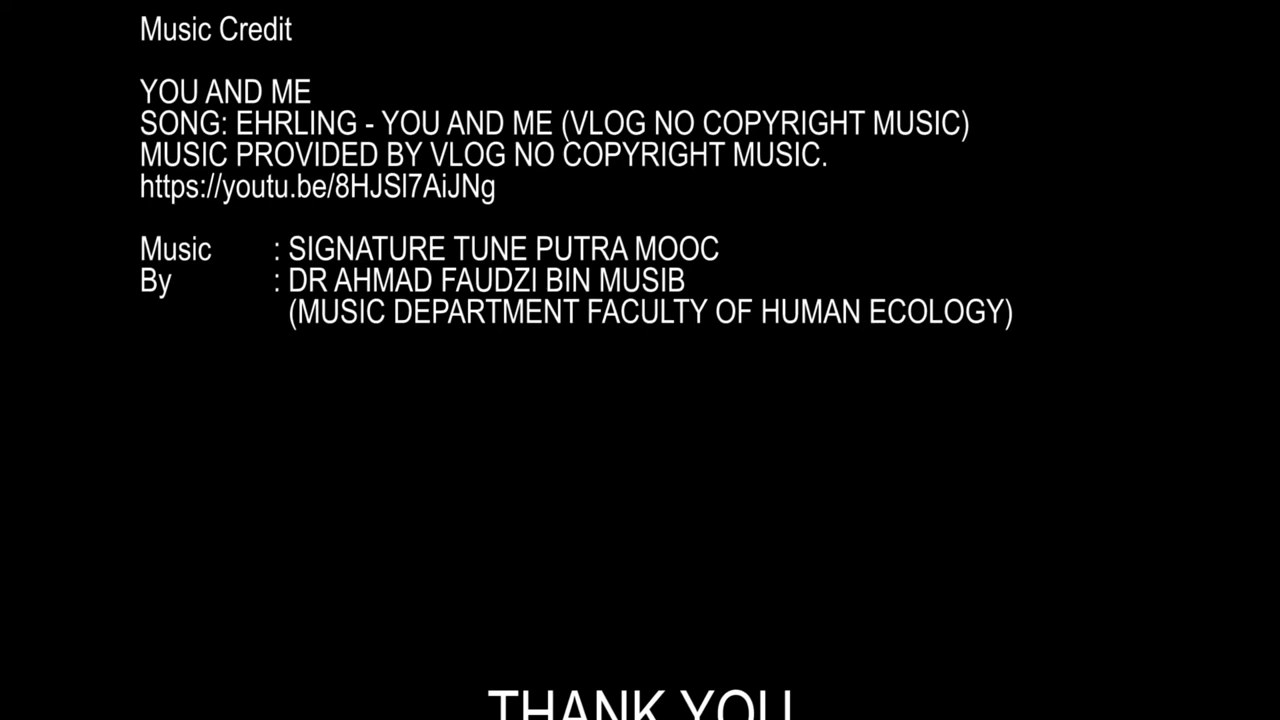 Music Credit
YOU AND ME
SONG: EHRLING - YOU AND ME (VLOG NO COPYRIGHT MUSIC)
MUSIC PROVIDED BY VLOG NO COPYRIGHT MUSIC.
https://youtu.be/8HJSl7AiJNg
Music : SIGNATURE TUNE PUTRA MOOC
By : DR AHMAD FAUDZI BIN MUSIB
(MUSIC DEPARTMENT FACULTY OF HUMAN ECOLOGY)
THANK YOU